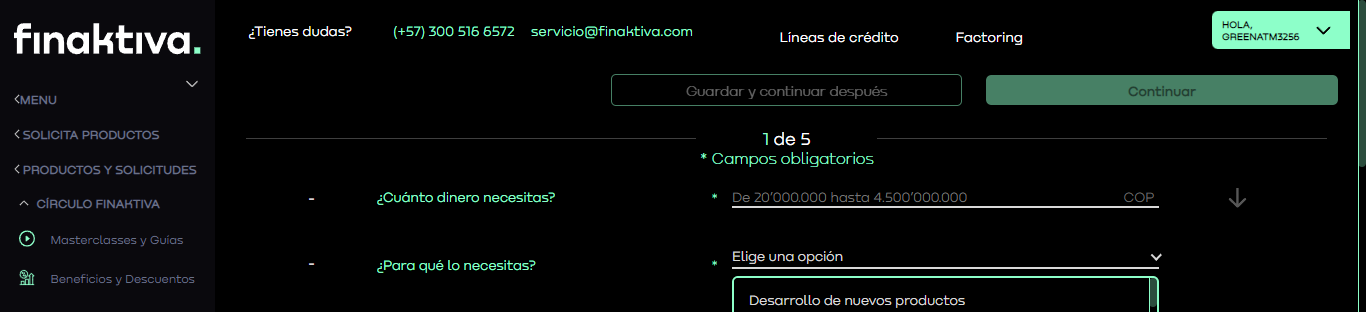 finaktiva.
¿Tienes dudas?
(+57) 300 516 6572
servicio@finaktiva.com
Líneas de crédito
Factoring
HOLA,
GREENATM3256
MENU
SOLICITA PRODUCTOS
PRODUCTOS Y SOLICITUDES
CÍRCULO FINAKTIVA
Masterclasses y Guías
Beneficios y Descuentos
Guardar y continuar después
Continuar
1 de 5
* Campos obligatorios
- ¿Cuánto dinero necesitas? * De 20'000.000 hasta 4.500'000.000 COP
- ¿Para qué lo necesitas? * Elige una opción
Desarrollo de nuevos productos